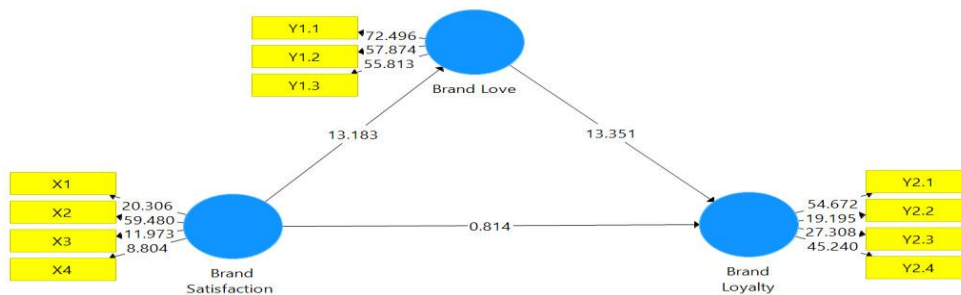 Y1.1
72.496
Y1.2
57.874
Y1.3
55.813
Brand Love
13.183
13.351
X1
20.306
X2
59.480
X3
11.973
X4
8.804
Brand
Satisfaction
0.814
Brand
Loyalty
54.672
Y2.1
19.195
Y2.2
27.308
Y2.3
45.240
Y2.4